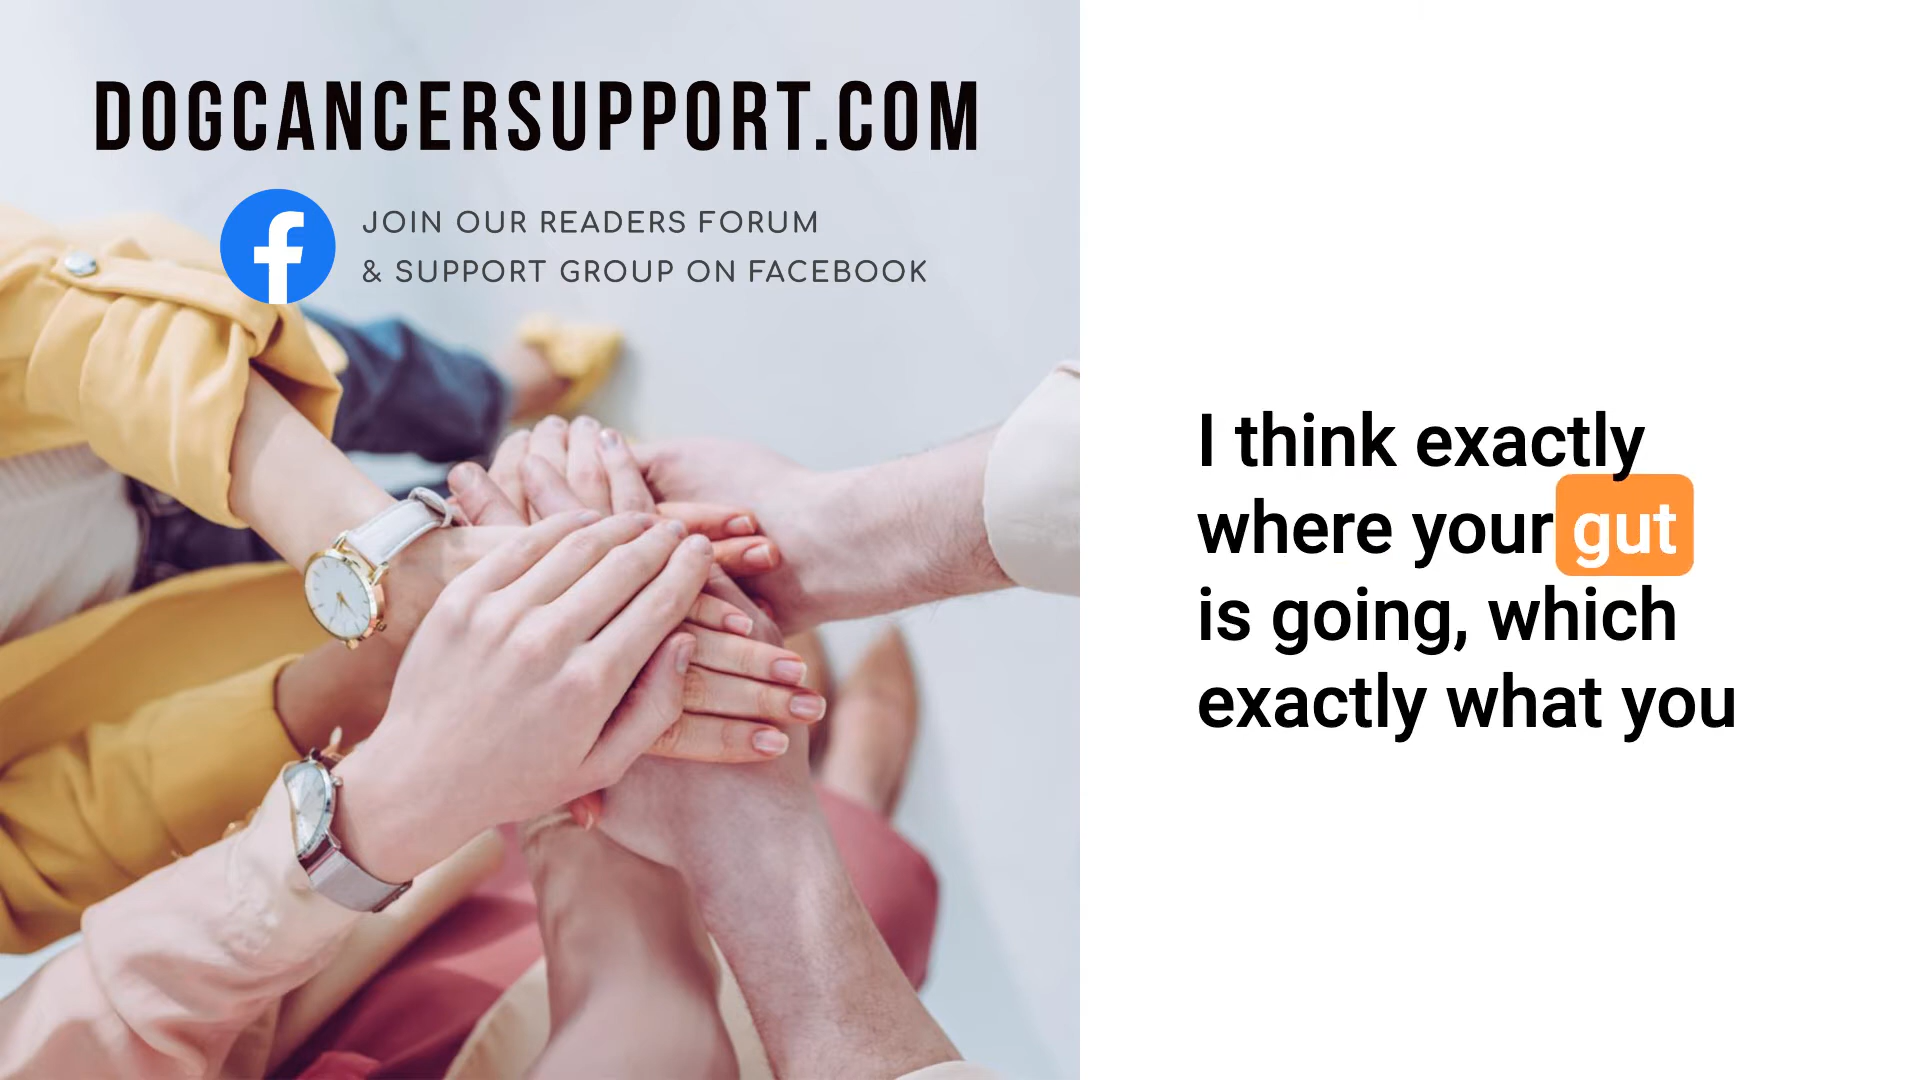 DOGCANCERSUPPORT.COM
JOIN OUR READERS FORUM
& SUPPORT GROUP ON FACEBOOK
I think exactly
where your gut
is going, which
exactly what you